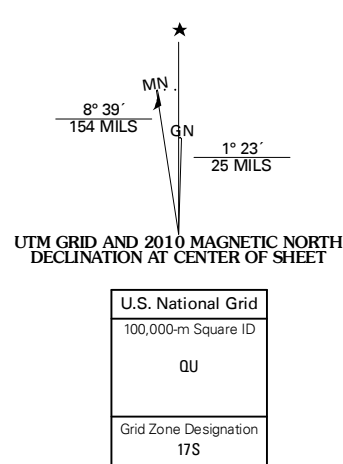 ★
MN
8° 39´
154 MILS
GN
1° 23´
25 MILS
UTM GRID AND 2010 MAGNETIC NORTH
DECLINATION AT CENTER OF SHEET
U.S. National Grid
100,000-m Square ID
QU
Grid Zone Designation
17S